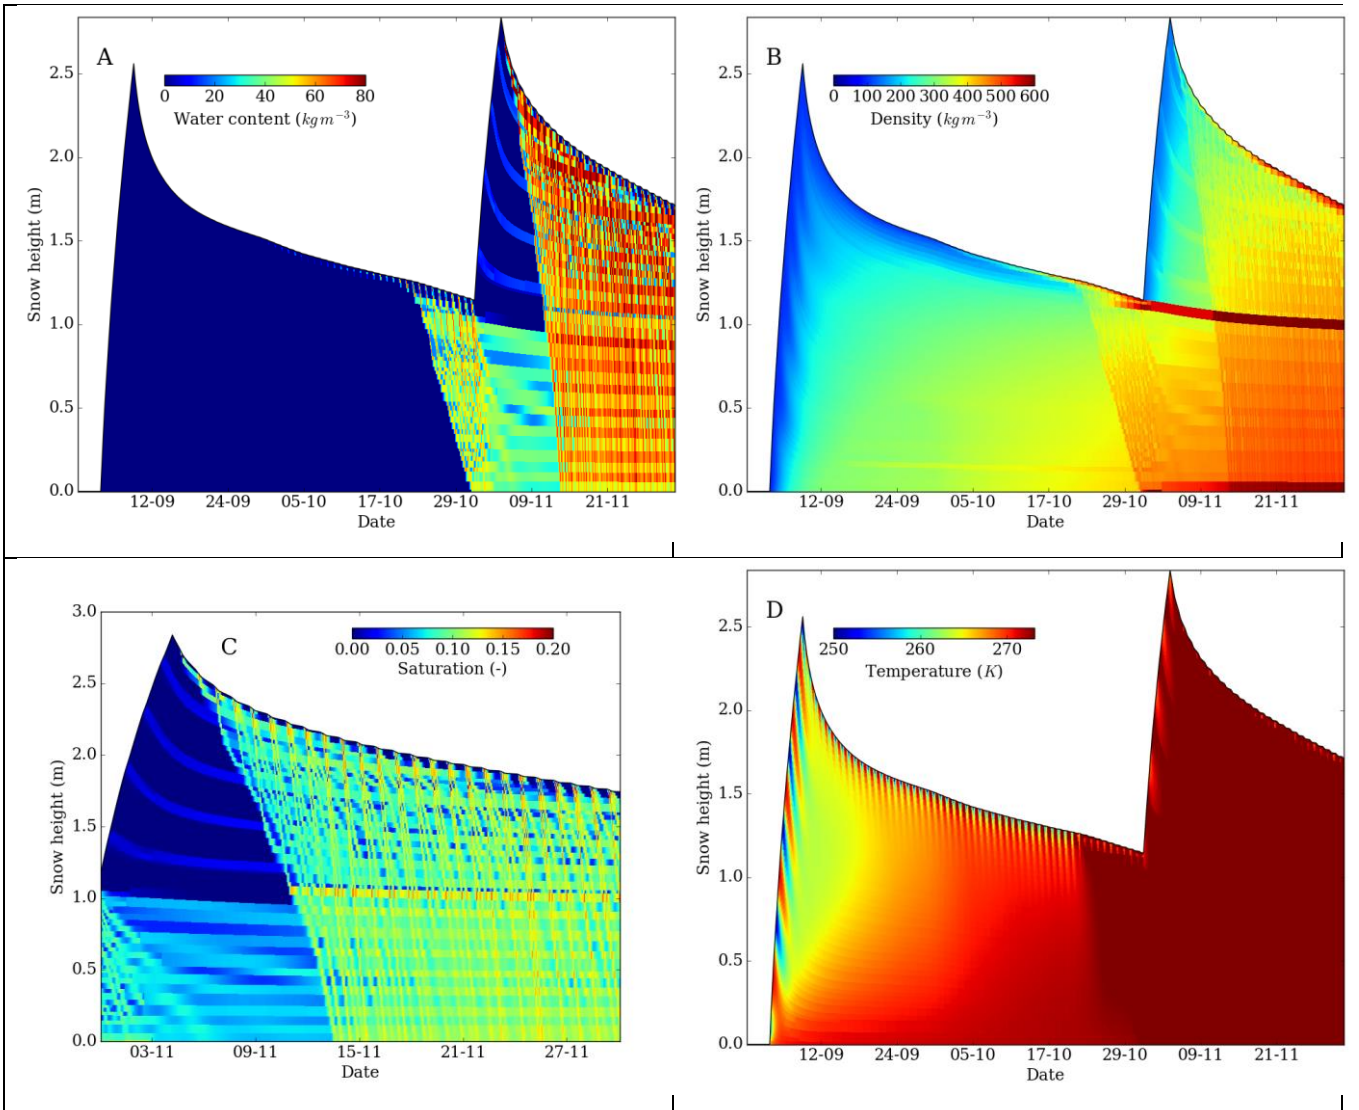 A
0 20 40 60 80
Water content (kg m⁻³)
Snow height (m)
2.5
2.0
1.5
1.0
0.5
0.0
12-09 24-09 05-10 17-10 29-10 09-11 21-11
Date
B
0 100 200 300 400 500 600
Density (kg m⁻³)
Snow height (m)
2.5
2.0
1.5
1.0
0.5
0.0
12-09 24-09 05-10 17-10 29-10 09-11 21-11
Date
C
0.00 0.05 0.10 0.15 0.20
Saturation (-)
Snow height (m)
3.0
2.5
2.0
1.5
1.0
0.5
0.0
03-11 09-11 15-11 21-11 27-11
Date
D
250 260 270
Temperature (K)
Snow height (m)
2.5
2.0
1.5
1.0
0.5
0.0
12-09 24-09 05-10 17-10 29-10 09-11 21-11
Date